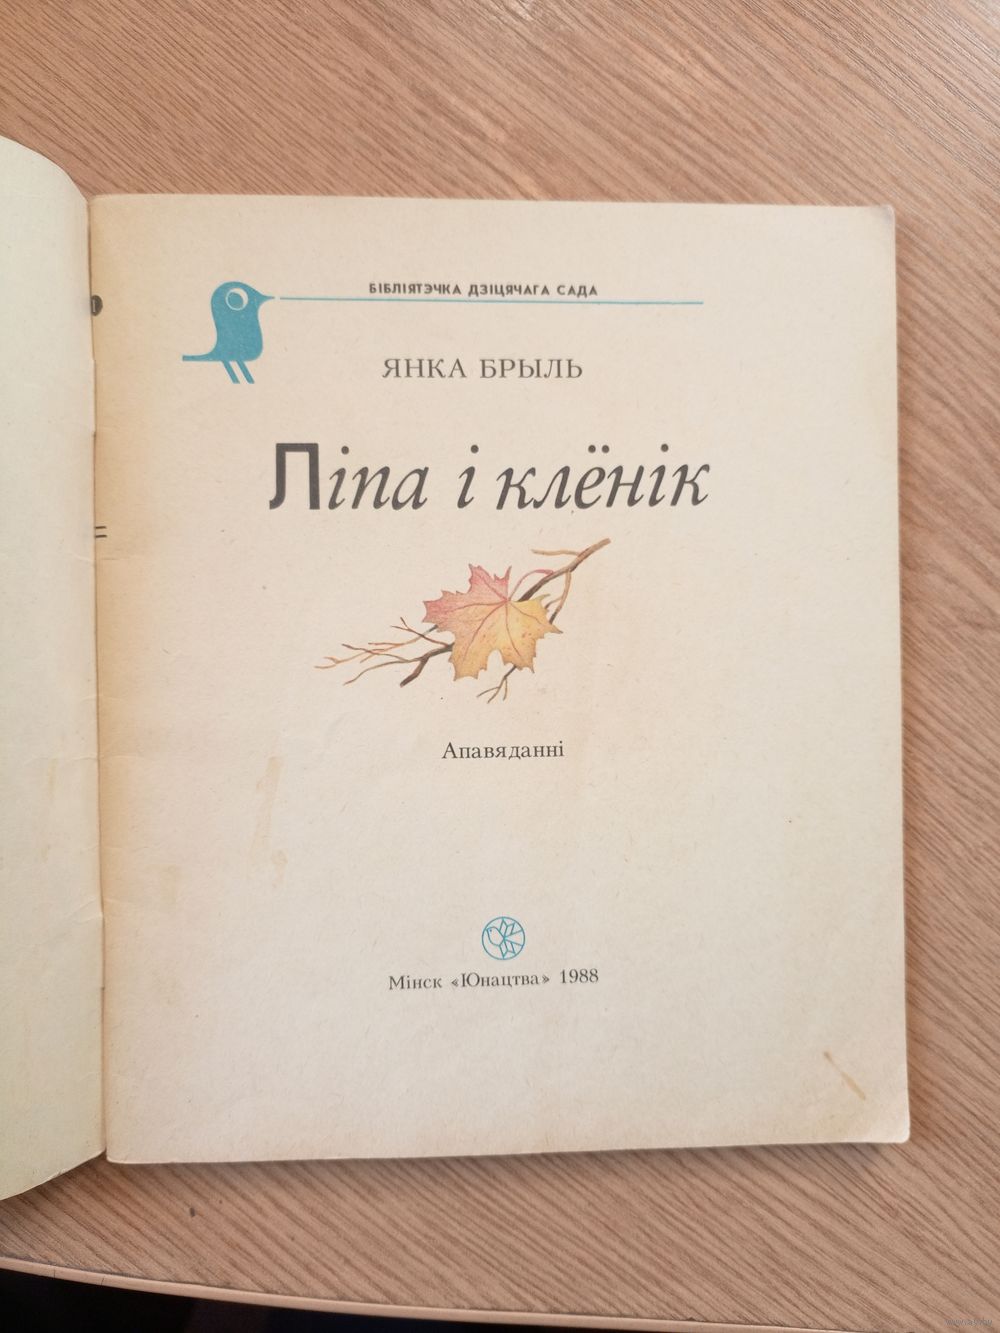 БІБЛІЯТЭЧКА ДЗІЦЯЧАГА САДА
ЯНКА БРЫЛЬ
Ліпа і клёнік
Апавяданні
Мінск «Юнацтва» 1988